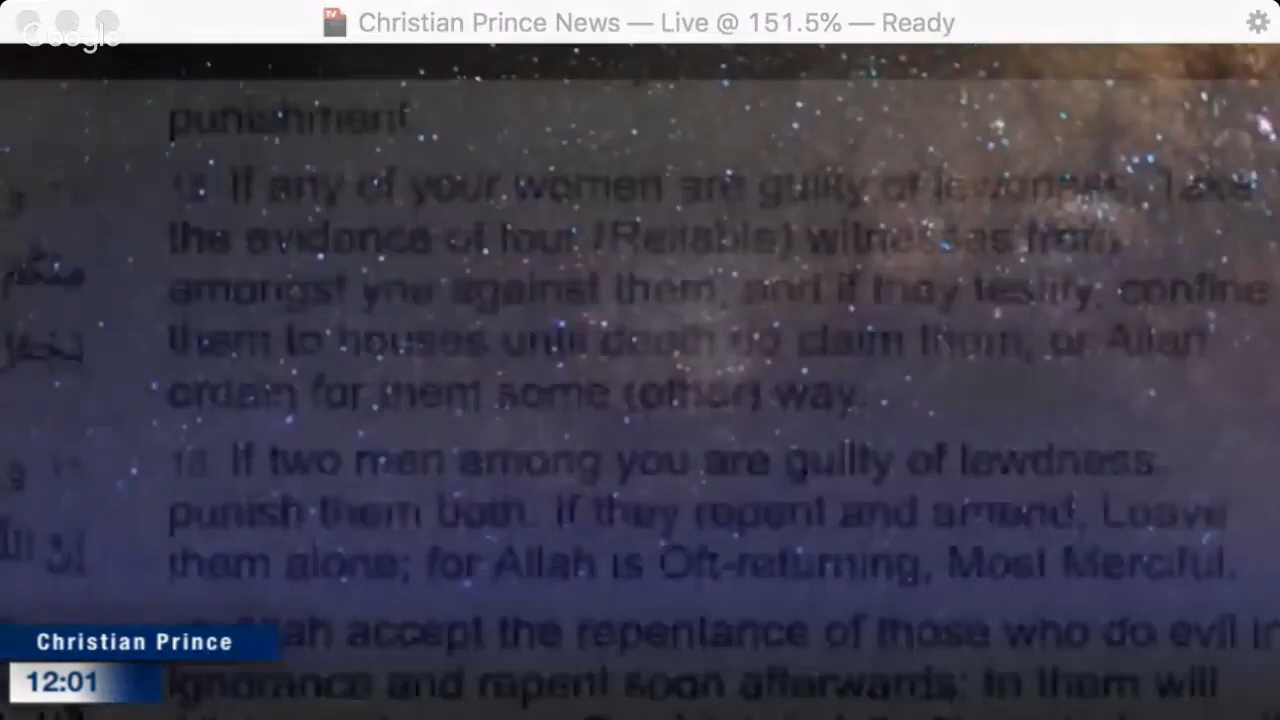 Christian Prince News — Live @ 151.5% — Ready
Google
punishment
If any of your women are guilty of lewdness, Take
the evidence of four (Reliable) witnesses from
amongst you against them; and if they testify, confine
them to houses until death do claim them, or Allah
ordain for them some (other) way.
If two men among you are guilty of lewdness
punish them both. If they repent and amend, Leave
them alone; for Allah is Oft-returning, Most Merciful.
accept the repentance of those who do evil in
ignorance and repent soon afterwards; to them will
Christian Prince
12:01